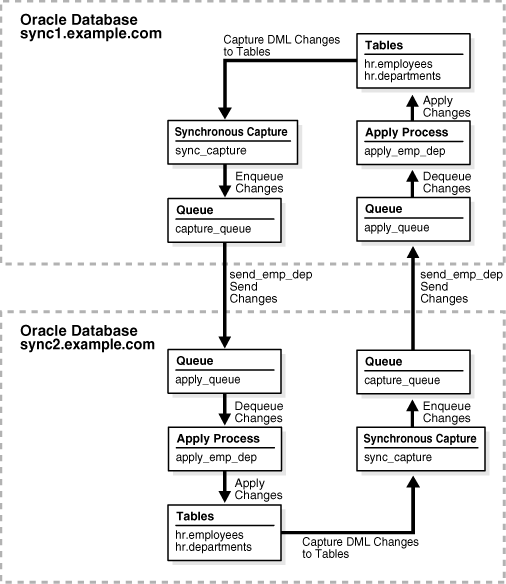 Oracle Database
sync1.example.com
Capture DML Changes
to Tables
Tables
hr.employees
hr.departments
Apply
Changes
Synchronous Capture
sync_capture
Apply Process
apply_emp_dep
Enqueue
Changes
Dequeue
Changes
Queue
capture_queue
Queue
apply_queue
send_emp_dep
Send
Changes
send_emp_dep
Send
Changes
Oracle Database
sync2.example.com
Queue
apply_queue
Queue
capture_queue
Dequeue
Changes
Enqueue
Changes
Apply Process
apply_emp_dep
Synchronous Capture
sync_capture
Apply
Changes
Tables
hr.employees
hr.departments
Capture DML Changes
to Tables